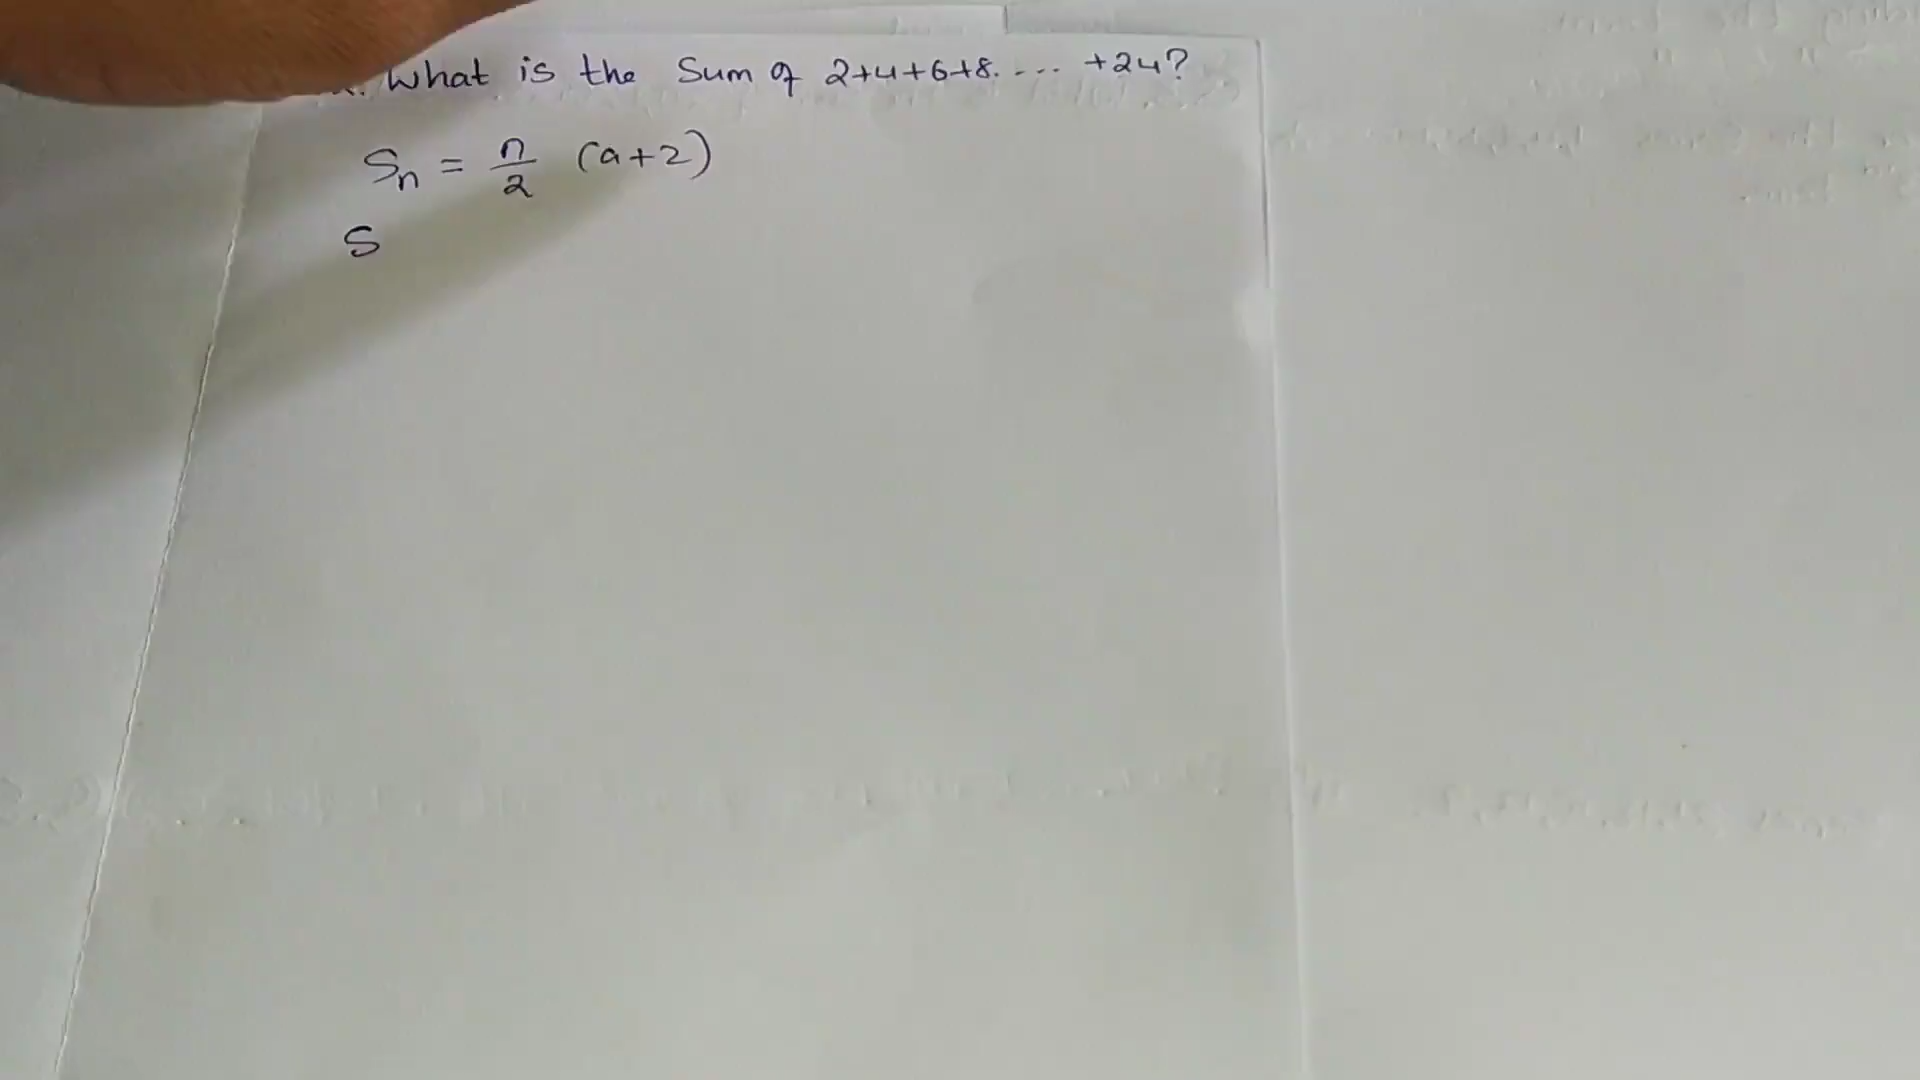 What is the Sum of 2+4+6+8. ... +24?
Sn = n/2 (a+2)
S